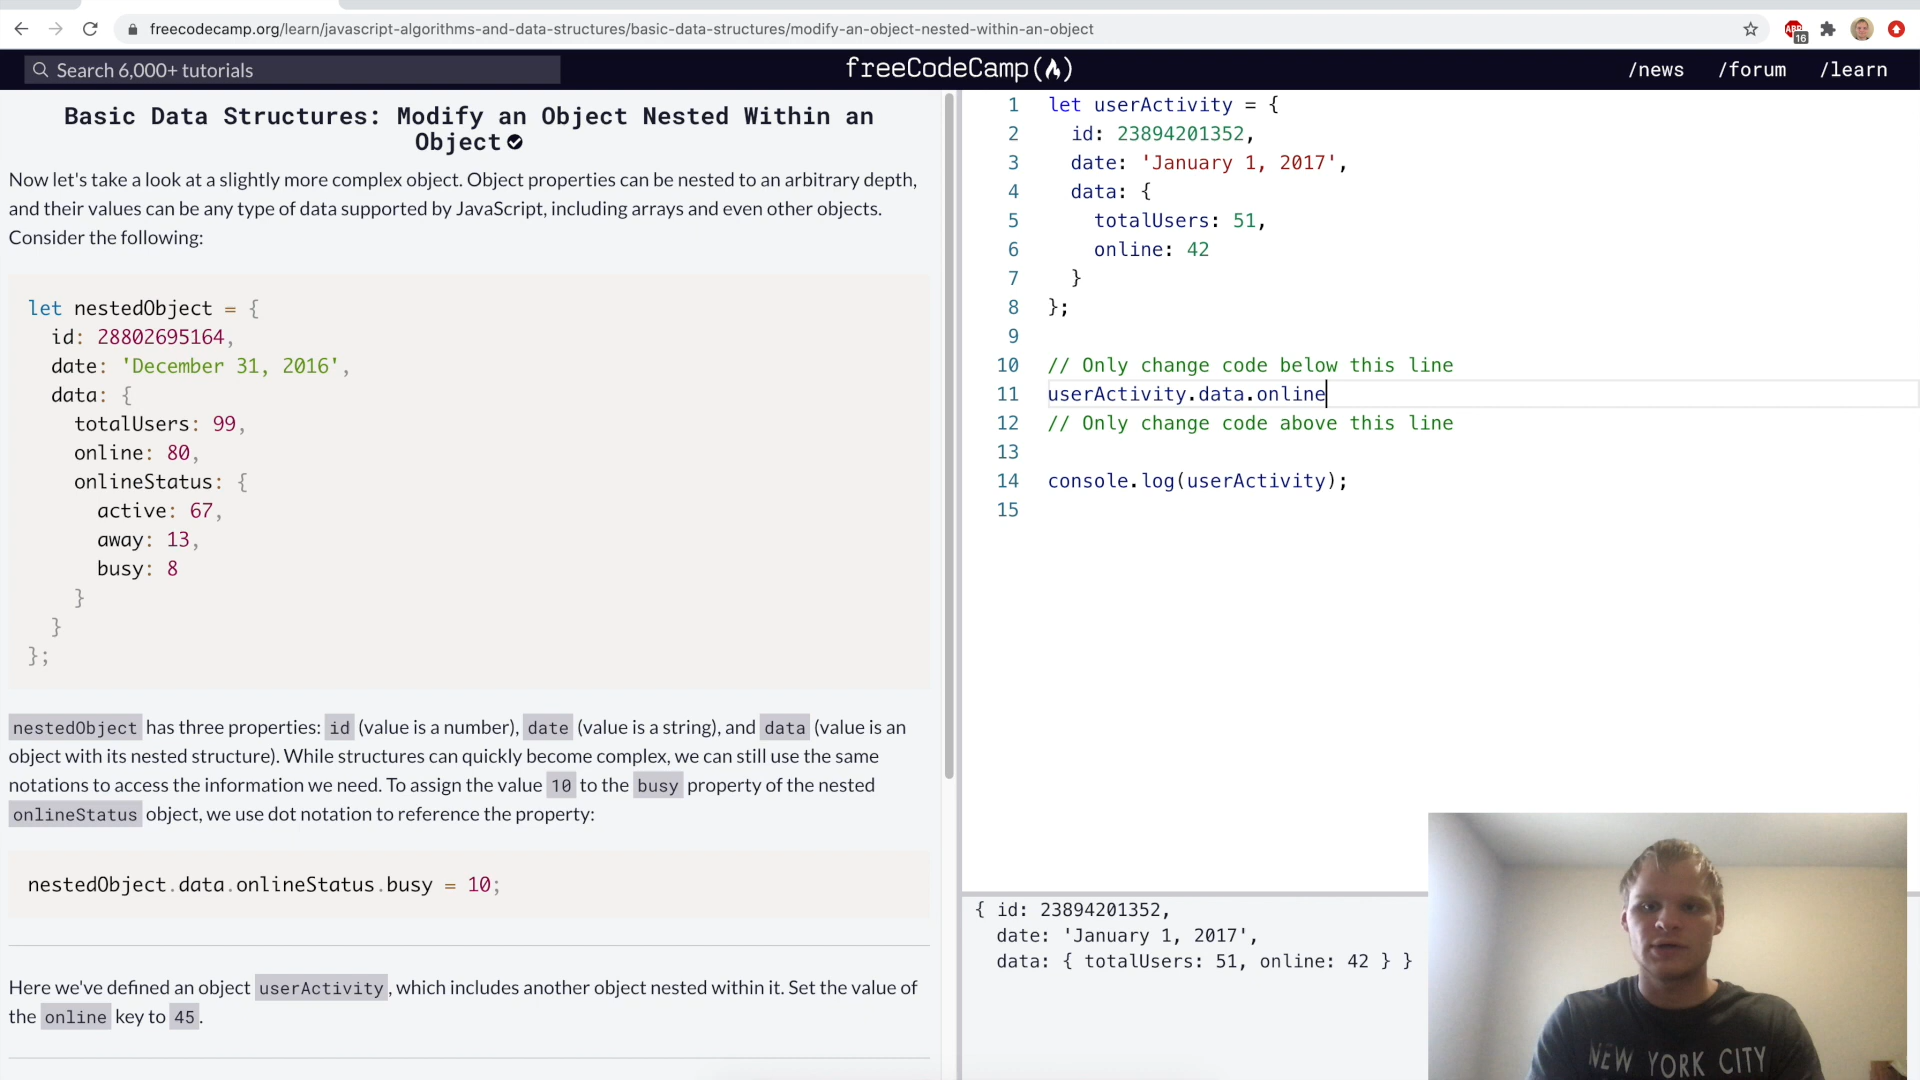 freecodecamp.org/learn/javascript-algorithms-and-data-structures/basic-data-structures/modify-an-object-nested-within-an-object
ABP
16
Search 6,000+ tutorials
freeCodeCamp(🔥)
/news
/forum
/learn
Basic Data Structures: Modify an Object Nested Within an
Object
Now let's take a look at a slightly more complex object. Object properties can be nested to an arbitrary depth,
and their values can be any type of data supported by JavaScript, including arrays and even other objects.
Consider the following:
let nestedObject = {
id: 28802695164,
date: 'December 31, 2016',
data: {
totalUsers: 99,
online: 80,
onlineStatus: {
active: 67,
away: 13,
busy: 8
}
}
};
nestedObject has three properties: id (value is a number), date (value is a string), and data (value is an
object with its nested structure). While structures can quickly become complex, we can still use the same
notations to access the information we need. To assign the value 10 to the busy property of the nested
onlineStatus object, we use dot notation to reference the property:
nestedObject.data.onlineStatus.busy = 10;
Here we've defined an object userActivity, which includes another object nested within it. Set the value of
the online key to 45.
1 let userActivity = {
2 id: 23894201352,
3 date: 'January 1, 2017',
4 data: {
5 totalUsers: 51,
6 online: 42
7 }
8 };
9
10 // Only change code below this line
11 userActivity.data.online
12 // Only change code above this line
13
14 console.log(userActivity);
15
{ id: 23894201352,
date: 'January 1, 2017',
data: { totalUsers: 51, online: 42 } }
NEW YORK CITY